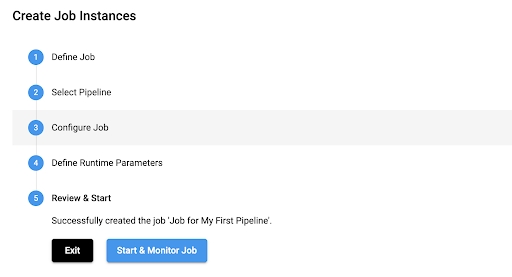 Create Job Instances
1 Define Job
2 Select Pipeline
3 Configure Job
4 Define Runtime Parameters
5 Review & Start
Successfully created the job 'Job for My First Pipeline'.
Exit Start & Monitor Job